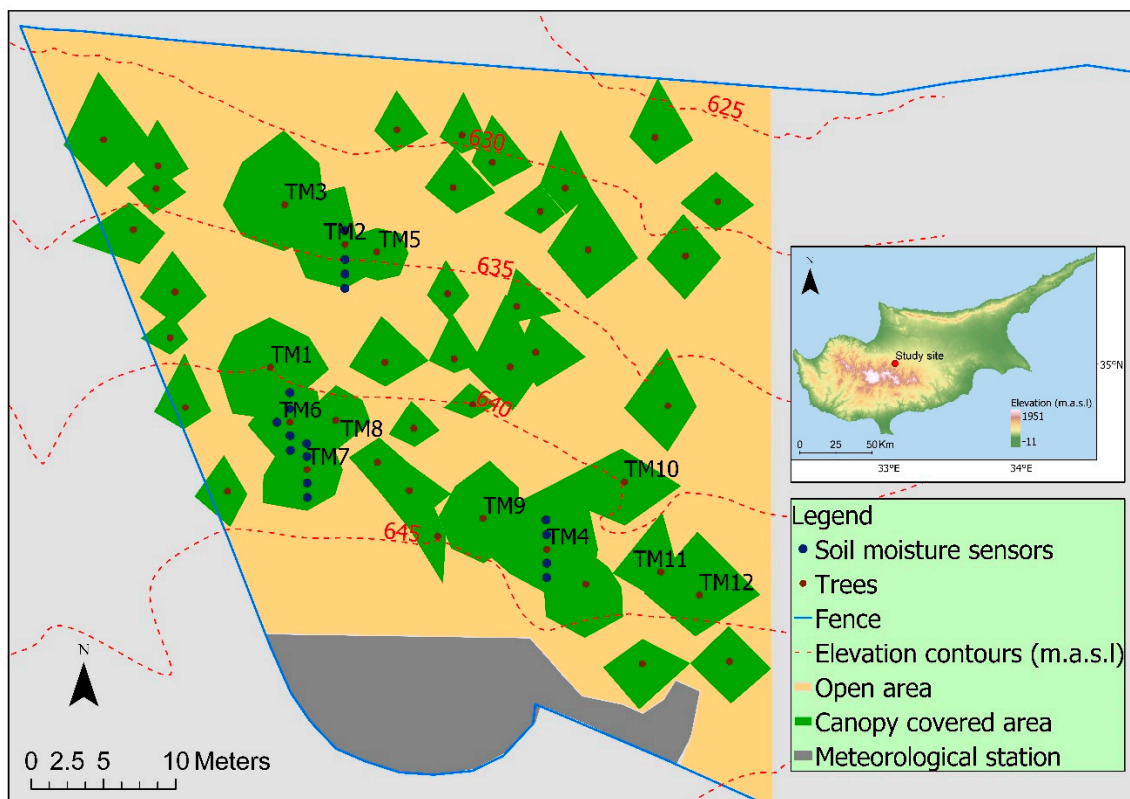 625
630
TM3
TM2
TM5
635
TM1
TM6
TM8
640
TM7
TM10
TM9
TM4
645
TM11
TM12
N
0 2.5 5 10 Meters
N
Study site
35°N
Elevation (m.a.s.l)
1951
-11
0 25 50 Km
33°E 34°E
Legend
Soil moisture sensors
Trees
Fence
Elevation contours (m.a.s.l)
Open area
Canopy covered area
Meteorological station